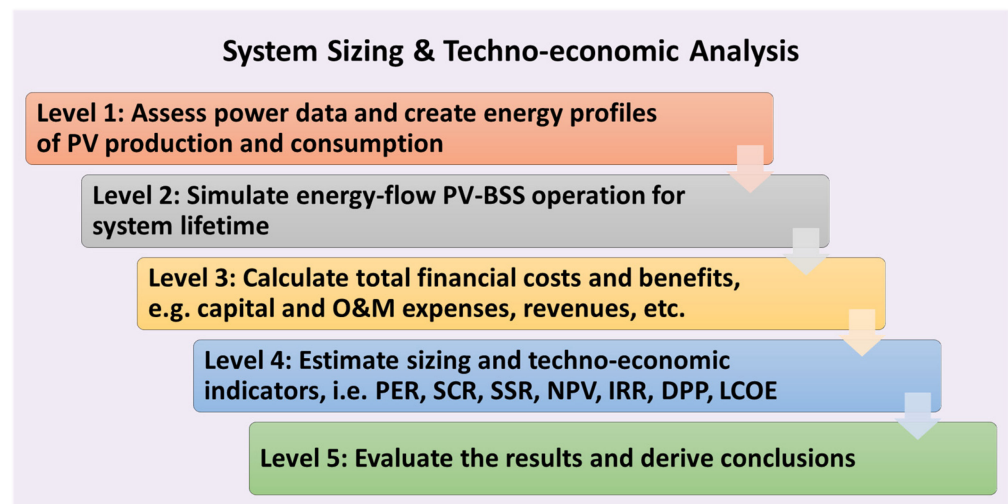 System Sizing & Techno-economic Analysis
Level 1: Assess power data and create energy profiles
of PV production and consumption
Level 2: Simulate energy-flow PV-BSS operation for
system lifetime
Level 3: Calculate total financial costs and benefits,
e.g. capital and O&M expenses, revenues, etc.
Level 4: Estimate sizing and techno-economic
indicators, i.e. PER, SCR, SSR, NPV, IRR, DPP, LCOE
Level 5: Evaluate the results and derive conclusions